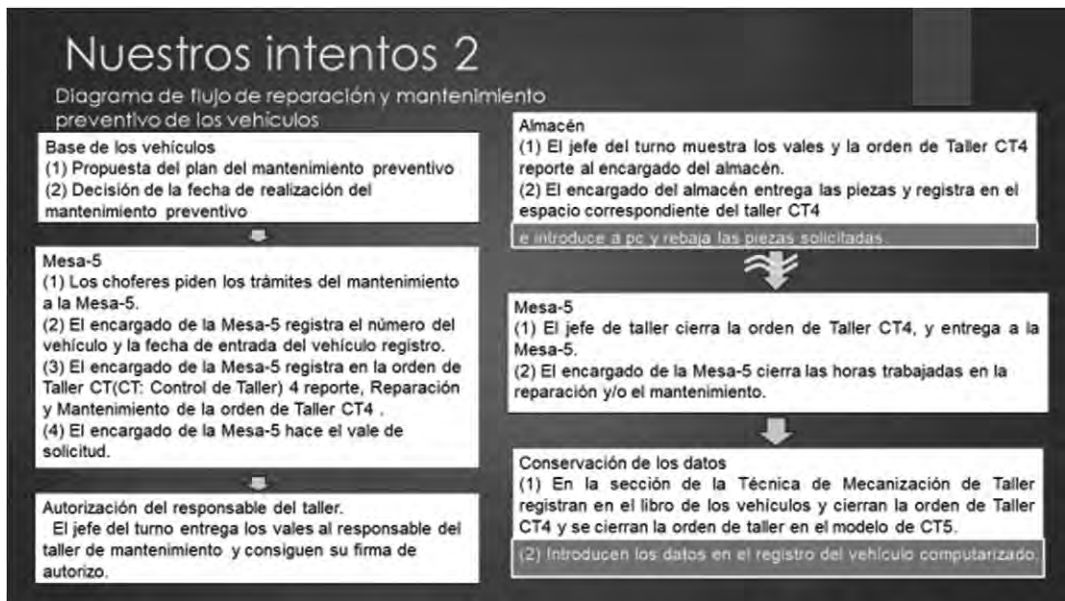 Nuestros intentos 2
Diagrama de flujo de reparación y mantenimiento
preventivo de los vehículos
Base de los vehículos
(1) Propuesta del plan del mantenimiento preventivo
(2) Decisión de la fecha de realización del
mantenimiento preventivo
Mesa-5
(1) Los choferes piden los trámites del mantenimiento
a la Mesa-5.
(2) El encargado de la Mesa-5 registra el número del
vehículo y la fecha de entrada del vehículo registro.
(3) El encargado de la Mesa-5 registra en la orden de
Taller CT(CT: Control de Taller) 4 reporte, Reparación
y Mantenimiento de la orden de Taller CT4 .
(4) El encargado de la Mesa-5 hace el vale de
solicitud.
Autorización del responsable del taller.
El jefe del turno entrega los vales al responsable del
taller de mantenimiento y consiguen su firma de
autorizo.
Almacén
(1) El jefe del turno muestra los vales y la orden de Taller CT4
reporte al encargado del almacén.
(2) El encargado del almacén entrega las piezas y registra en el
espacio correspondiente del taller CT4
e introduce a pc y rebaja las piezas solicitadas.
Mesa-5
(1) El jefe de taller cierra la orden de Taller CT4, y entrega a la
Mesa-5.
(2) El encargado de la Mesa-5 cierra las horas trabajadas en la
reparación y/o el mantenimiento.
Conservación de los datos
(1) En la sección de la Técnica de Mecanización de Taller
registran en el libro de los vehículos y cierran la orden de Taller
CT4 y se cierran la orden de taller en el modelo de CT5.
(2) Introducen los datos en el registro del vehículo computarizado.